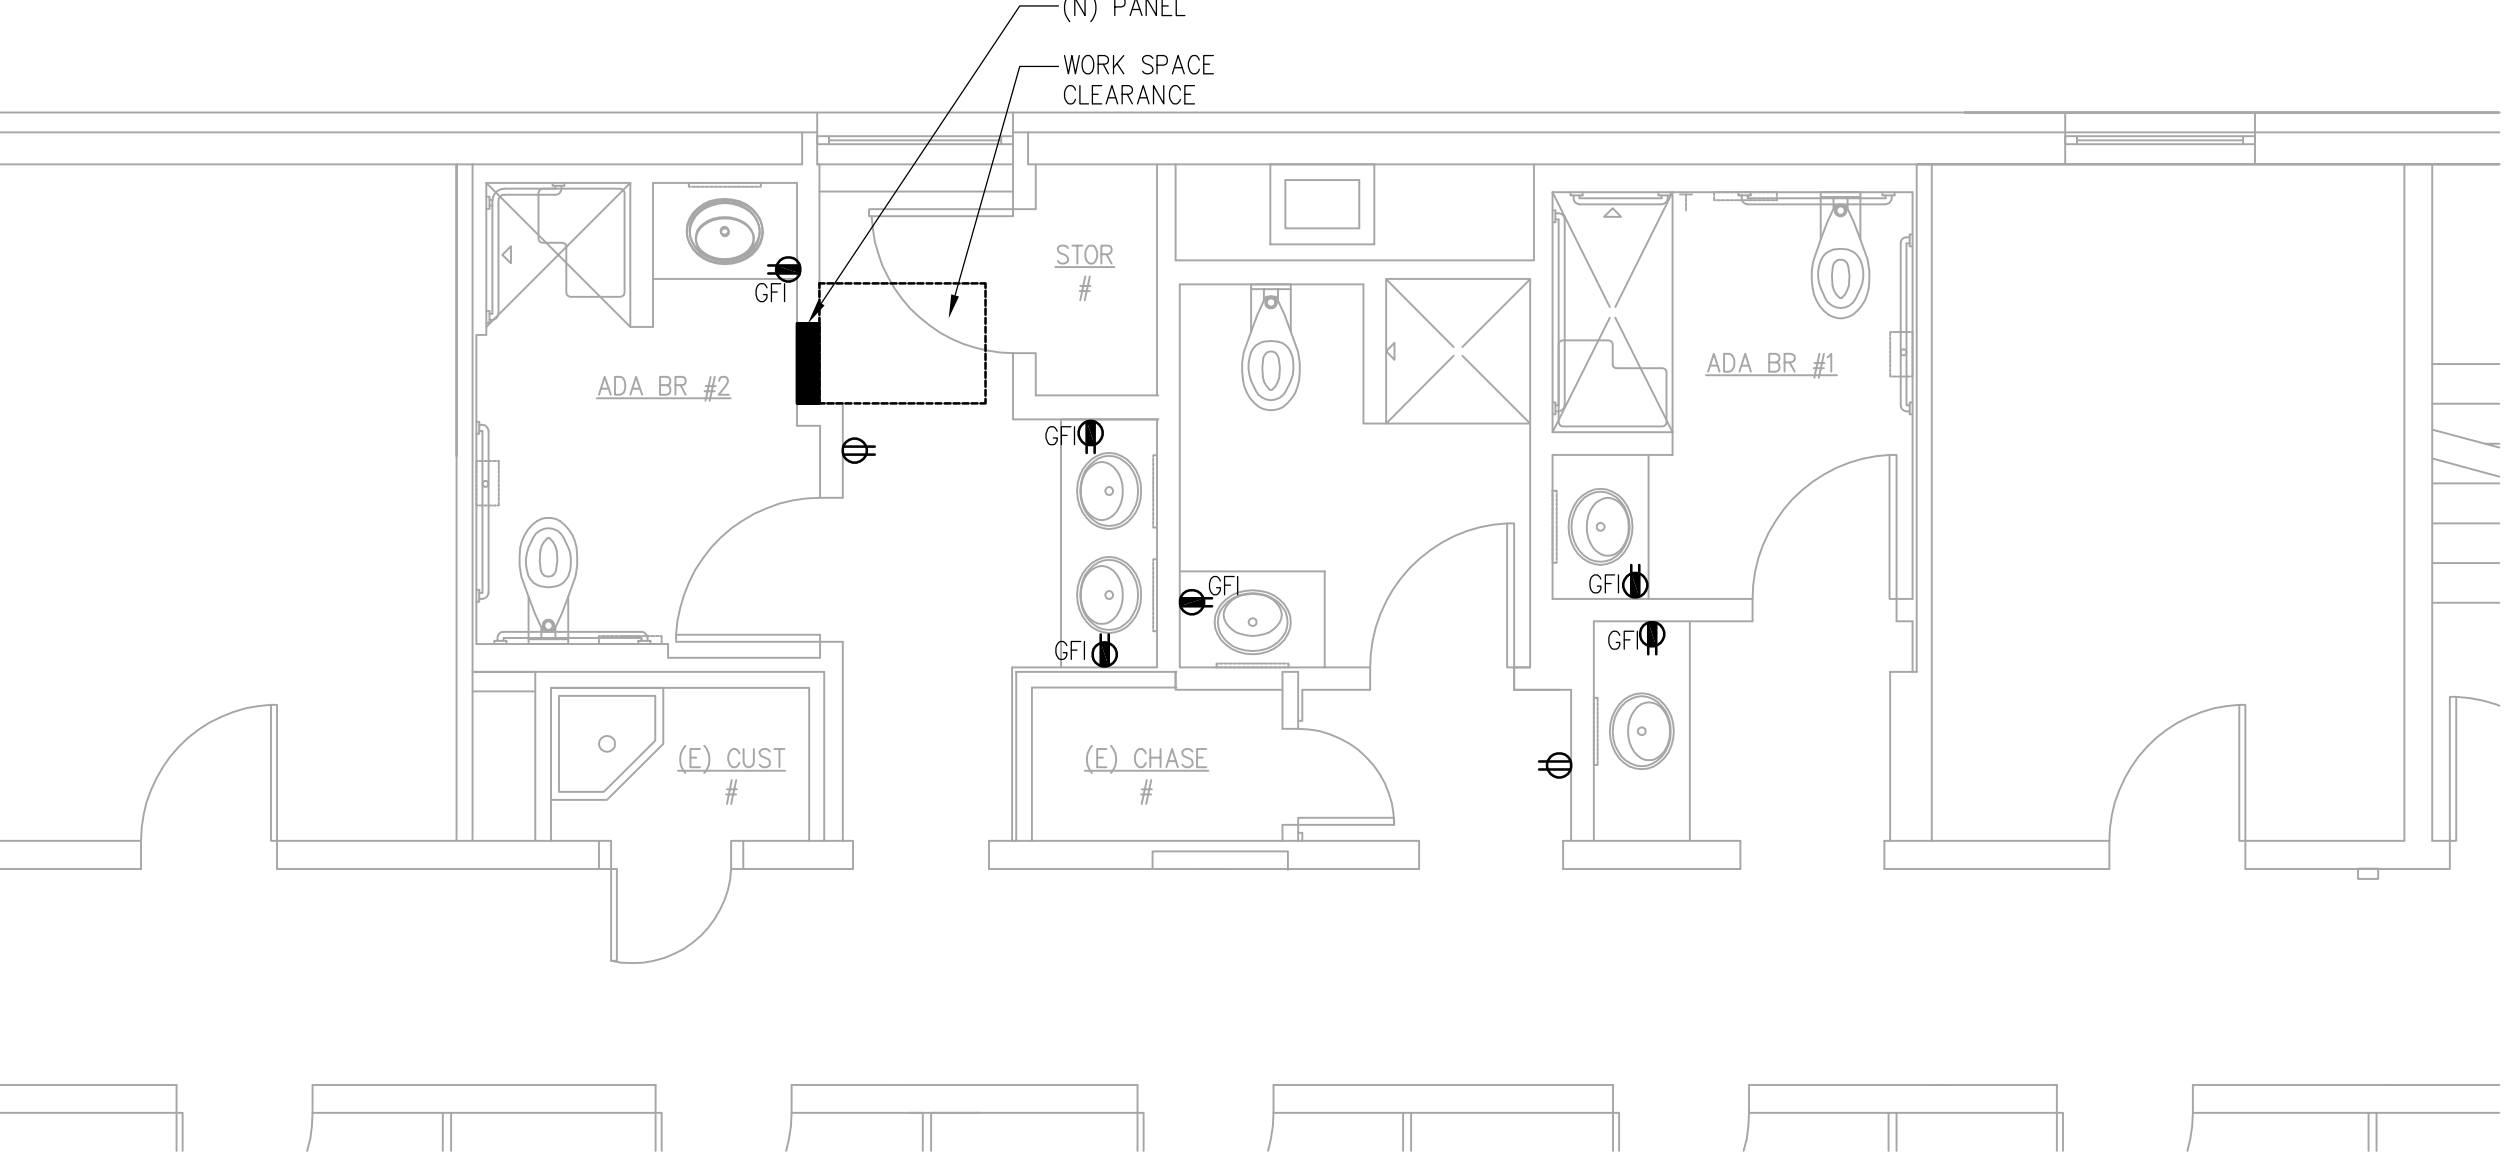 (N) PANEL
WORK SPACE
CLEARANCE
STOR
#
GFI
ADA BR #2
ADA BR #1
GFI
GFI
GFI
GFI
GFI
(E) CUST
#
(E) CHASE
#